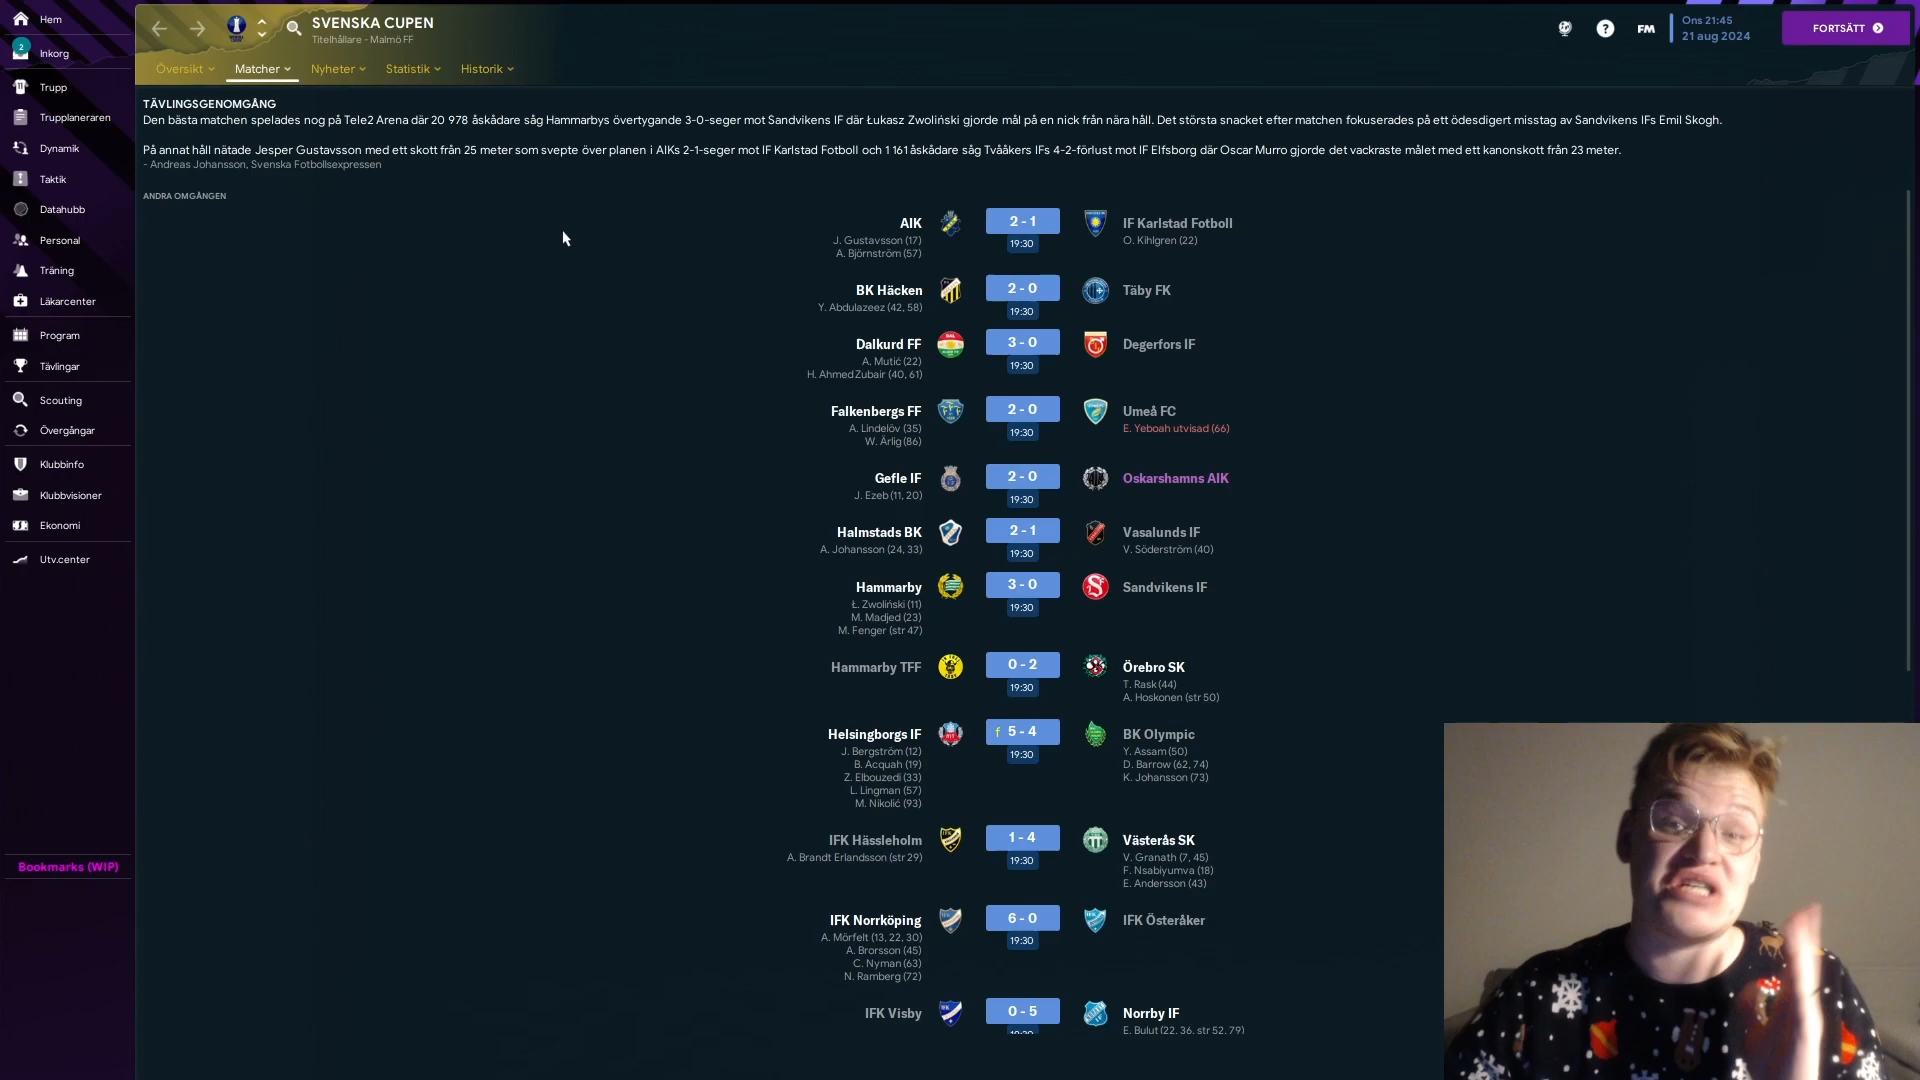 Hem
2
Inkorg
Trupp
Trupplaneraren
Dynamik
Taktik
Datahubb
Personal
Träning
Läkarcenter
Program
Tävlingar
Scouting
Övergångar
Klubbinfo
Klubbvisioner
Ekonomi
Utv.center
Bookmarks (WIP)
SVENSKA CUPEN
Titelhållare - Malmö FF
? FM Ons 21:45
21 aug 2024
FORTSÄTT
Översikt Matcher Nyheter Statistik Historik
TÄVLINGSGENOMGÅNG
Den bästa matchen spelades nog på Tele2 Arena där 20 978 åskådare såg Hammarbys övertygande 3-0-seger mot Sandvikens IF där Łukasz Zwoliński gjorde mål på en nick från nära håll. Det största snacket efter matchen fokuserades på ett ödesdigert misstag av Sandvikens IFs Emil Skogh.
På annat håll nätade Jesper Gustavsson med ett skott från 25 meter som svepte över planen i AIKs 2-1-seger mot IF Karlstad Fotboll och 1 161 åskådare såg Tvååkers IFs 4-2-förlust mot IF Elfsborg där Oscar Murro gjorde det vackraste målet med ett kanonskott från 23 meter.
- Andreas Johansson, Svenska Fotbollsexpressen
ANDRA OMGÅNGEN
AIK 2 - 1 IF Karlstad Fotboll
J. Gustavsson (17) 19:30 O. Kihlgren (22)
A. Björnström (57)
BK Häcken 2 - 0 Täby FK
Y. Abdulazeez (42, 58) 19:30
Dalkurd FF 3 - 0 Degerfors IF
A. Mutić (22) 19:30
H. Ahmed Zubair (40, 61)
Falkenbergs FF 2 - 0 Umeå FC
A. Lindelöv (35) 19:30 E. Yeboah utvisad (66)
W. Ärlig (86)
Gefle IF 2 - 0 Oskarshamns AIK
J. Ezeb (11, 20) 19:30
Halmstads BK 2 - 1 Vasalunds IF
A. Johansson (24, 33) 19:30 V. Söderström (40)
Hammarby 3 - 0 Sandvikens IF
Ł. Zwoliński (11) 19:30
M. Madjed (23)
M. Fenger (str 47)
Hammarby TFF 0 - 2 Örebro SK
19:30 T. Rask (44)
A. Hoskonen (str 50)
Helsingborgs IF f 5 - 4 BK Olympic
J. Bergström (12) 19:30 Y. Assam (50)
B. Acquah (19) D. Barrow (62, 74)
Z. Elbouzedi (33) K. Johansson (73)
L. Lingman (57)
M. Nikolić (93)
IFK Hässleholm 1 - 4 Västerås SK
A. Brandt Erlandsson (str 29) 19:30 V. Granath (7, 45)
F. Nsabiyumva (18)
E. Andersson (43)
IFK Norrköping 6 - 0 IFK Österåker
A. Mörfelt (13, 22, 30) 19:30
A. Brorsson (45)
C. Nyman (63)
N. Ramberg (72)
IFK Visby 0 - 5 Norrby IF
19:30 E. Bulut (22, 36, str 52, 79)